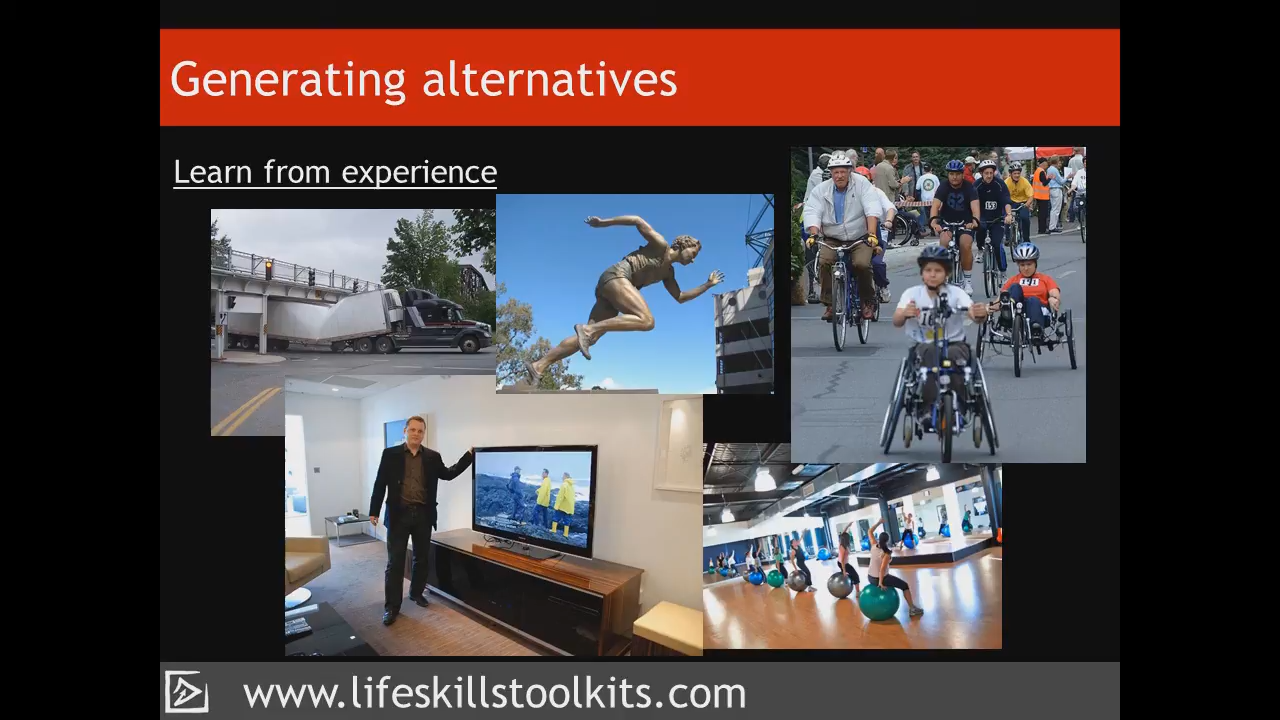 Generating alternatives
Learn from experience
www.lifeskillstoolkits.com